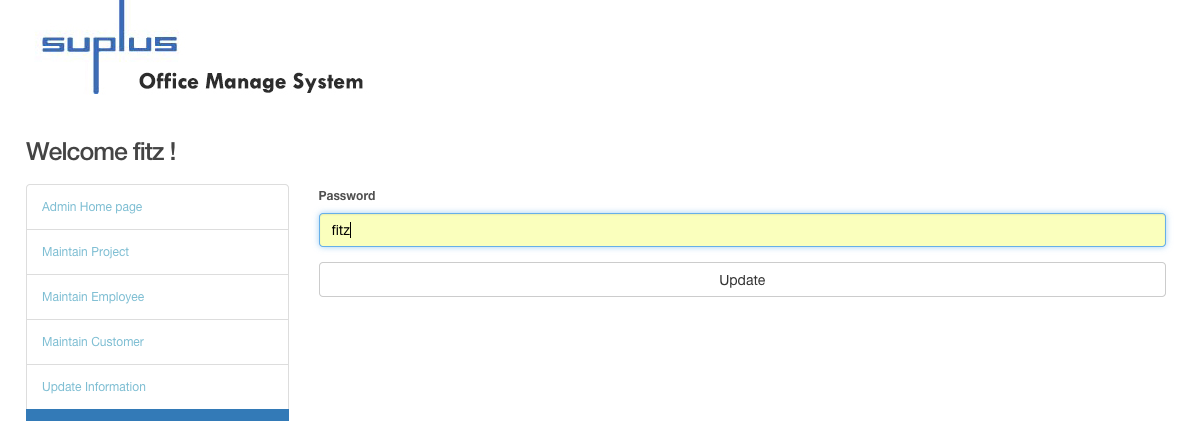 suplus
Office Manage System
Welcome fitz !
Admin Home page
Maintain Project
Maintain Employee
Maintain Customer
Update Information
Password
fitz
Update